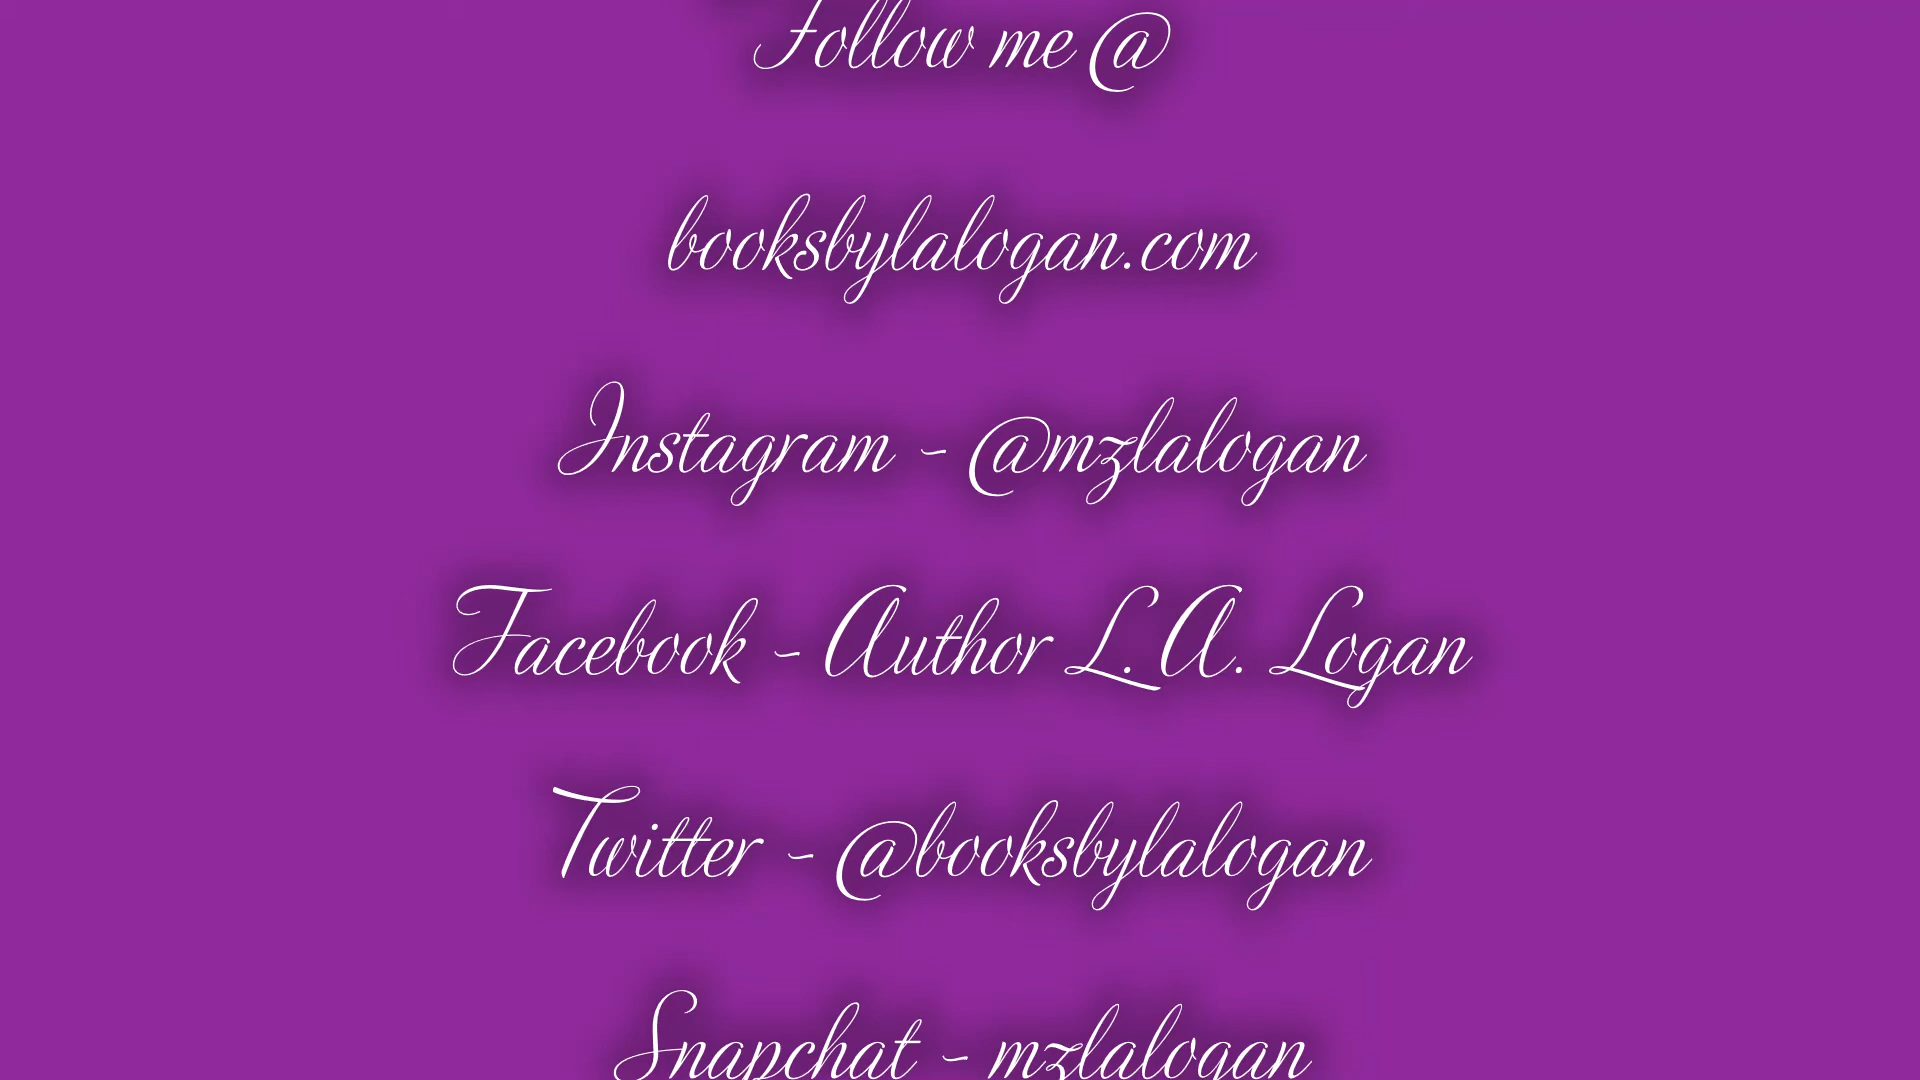 Follow me @
booksbylalogan.com
Instagram - @mzlalogan
Facebook - Author L.A. Logan
Twitter - @booksbylalogan
Snapchat - mzlalogan